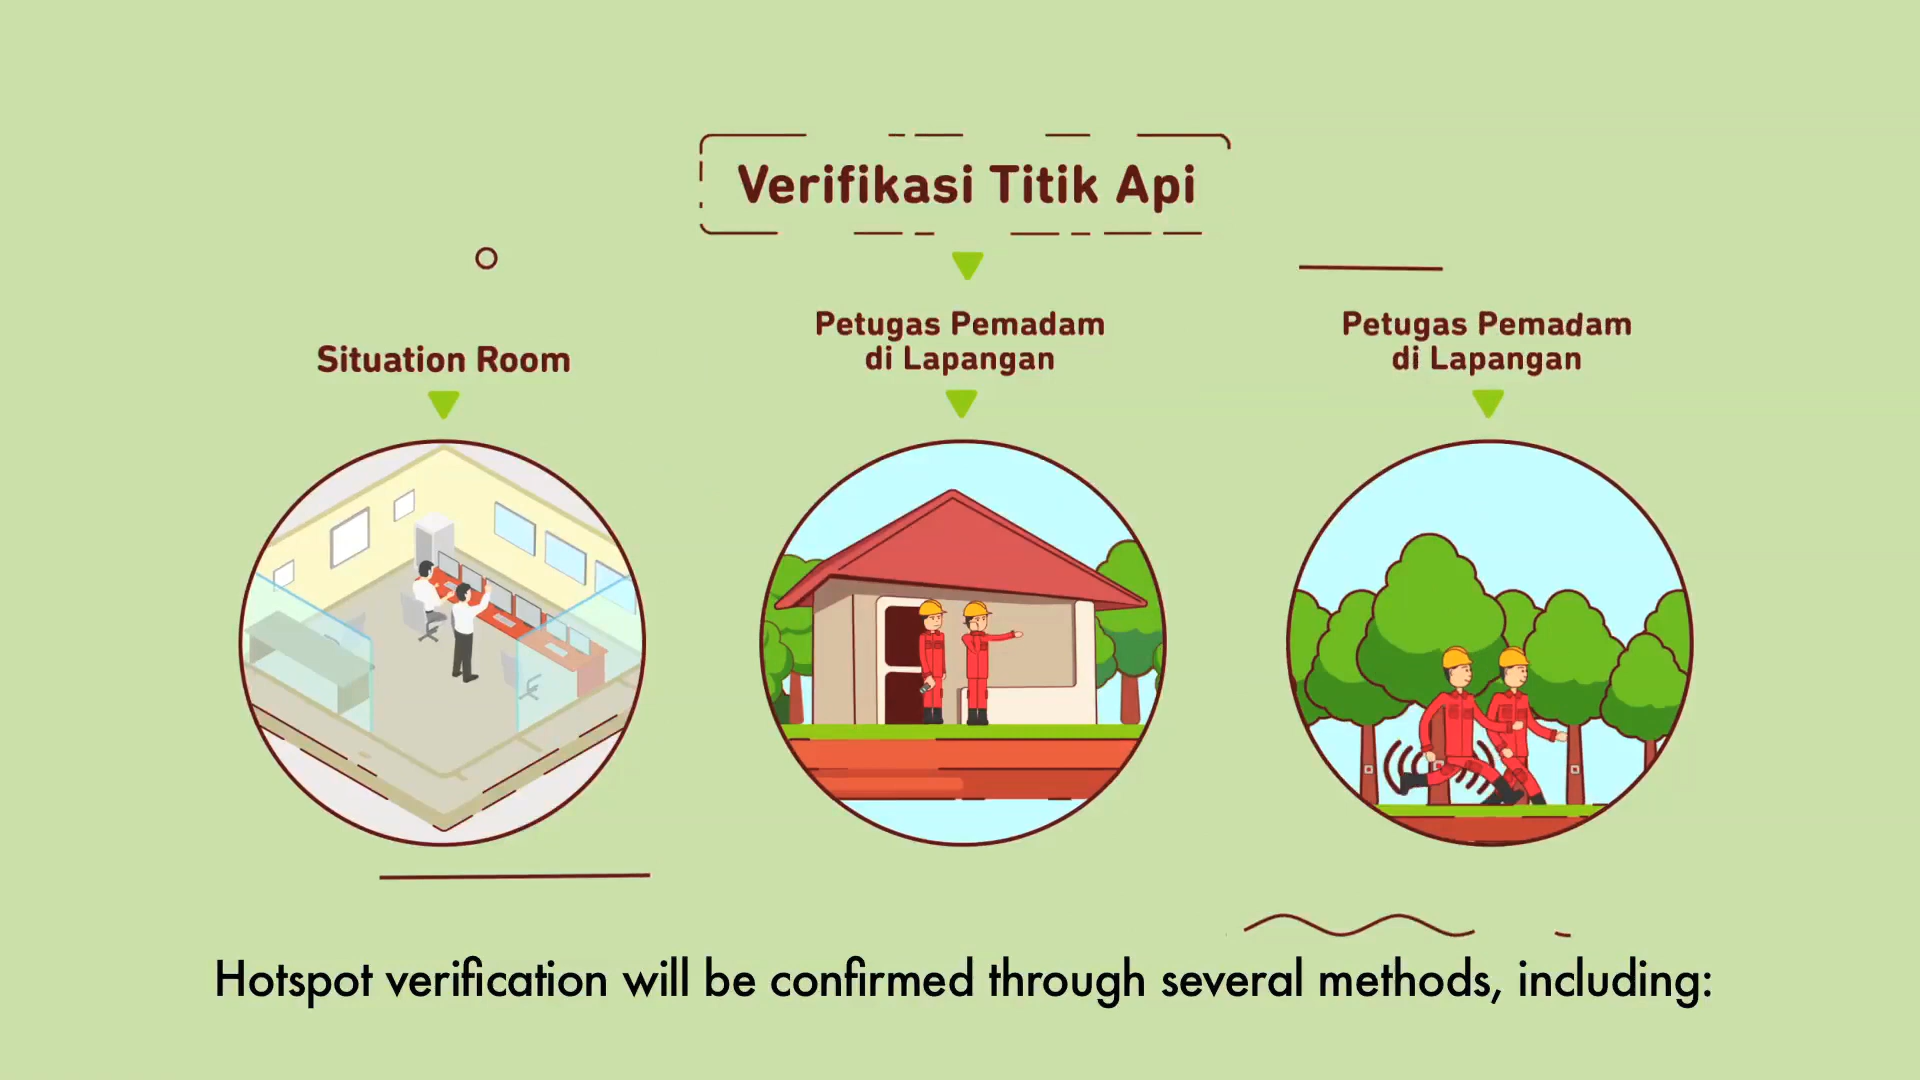 Verifikasi Titik Api
Situation Room
Petugas Pemadam
di Lapangan
Petugas Pemadam
di Lapangan
Hotspot verification will be confirmed through several methods, including: